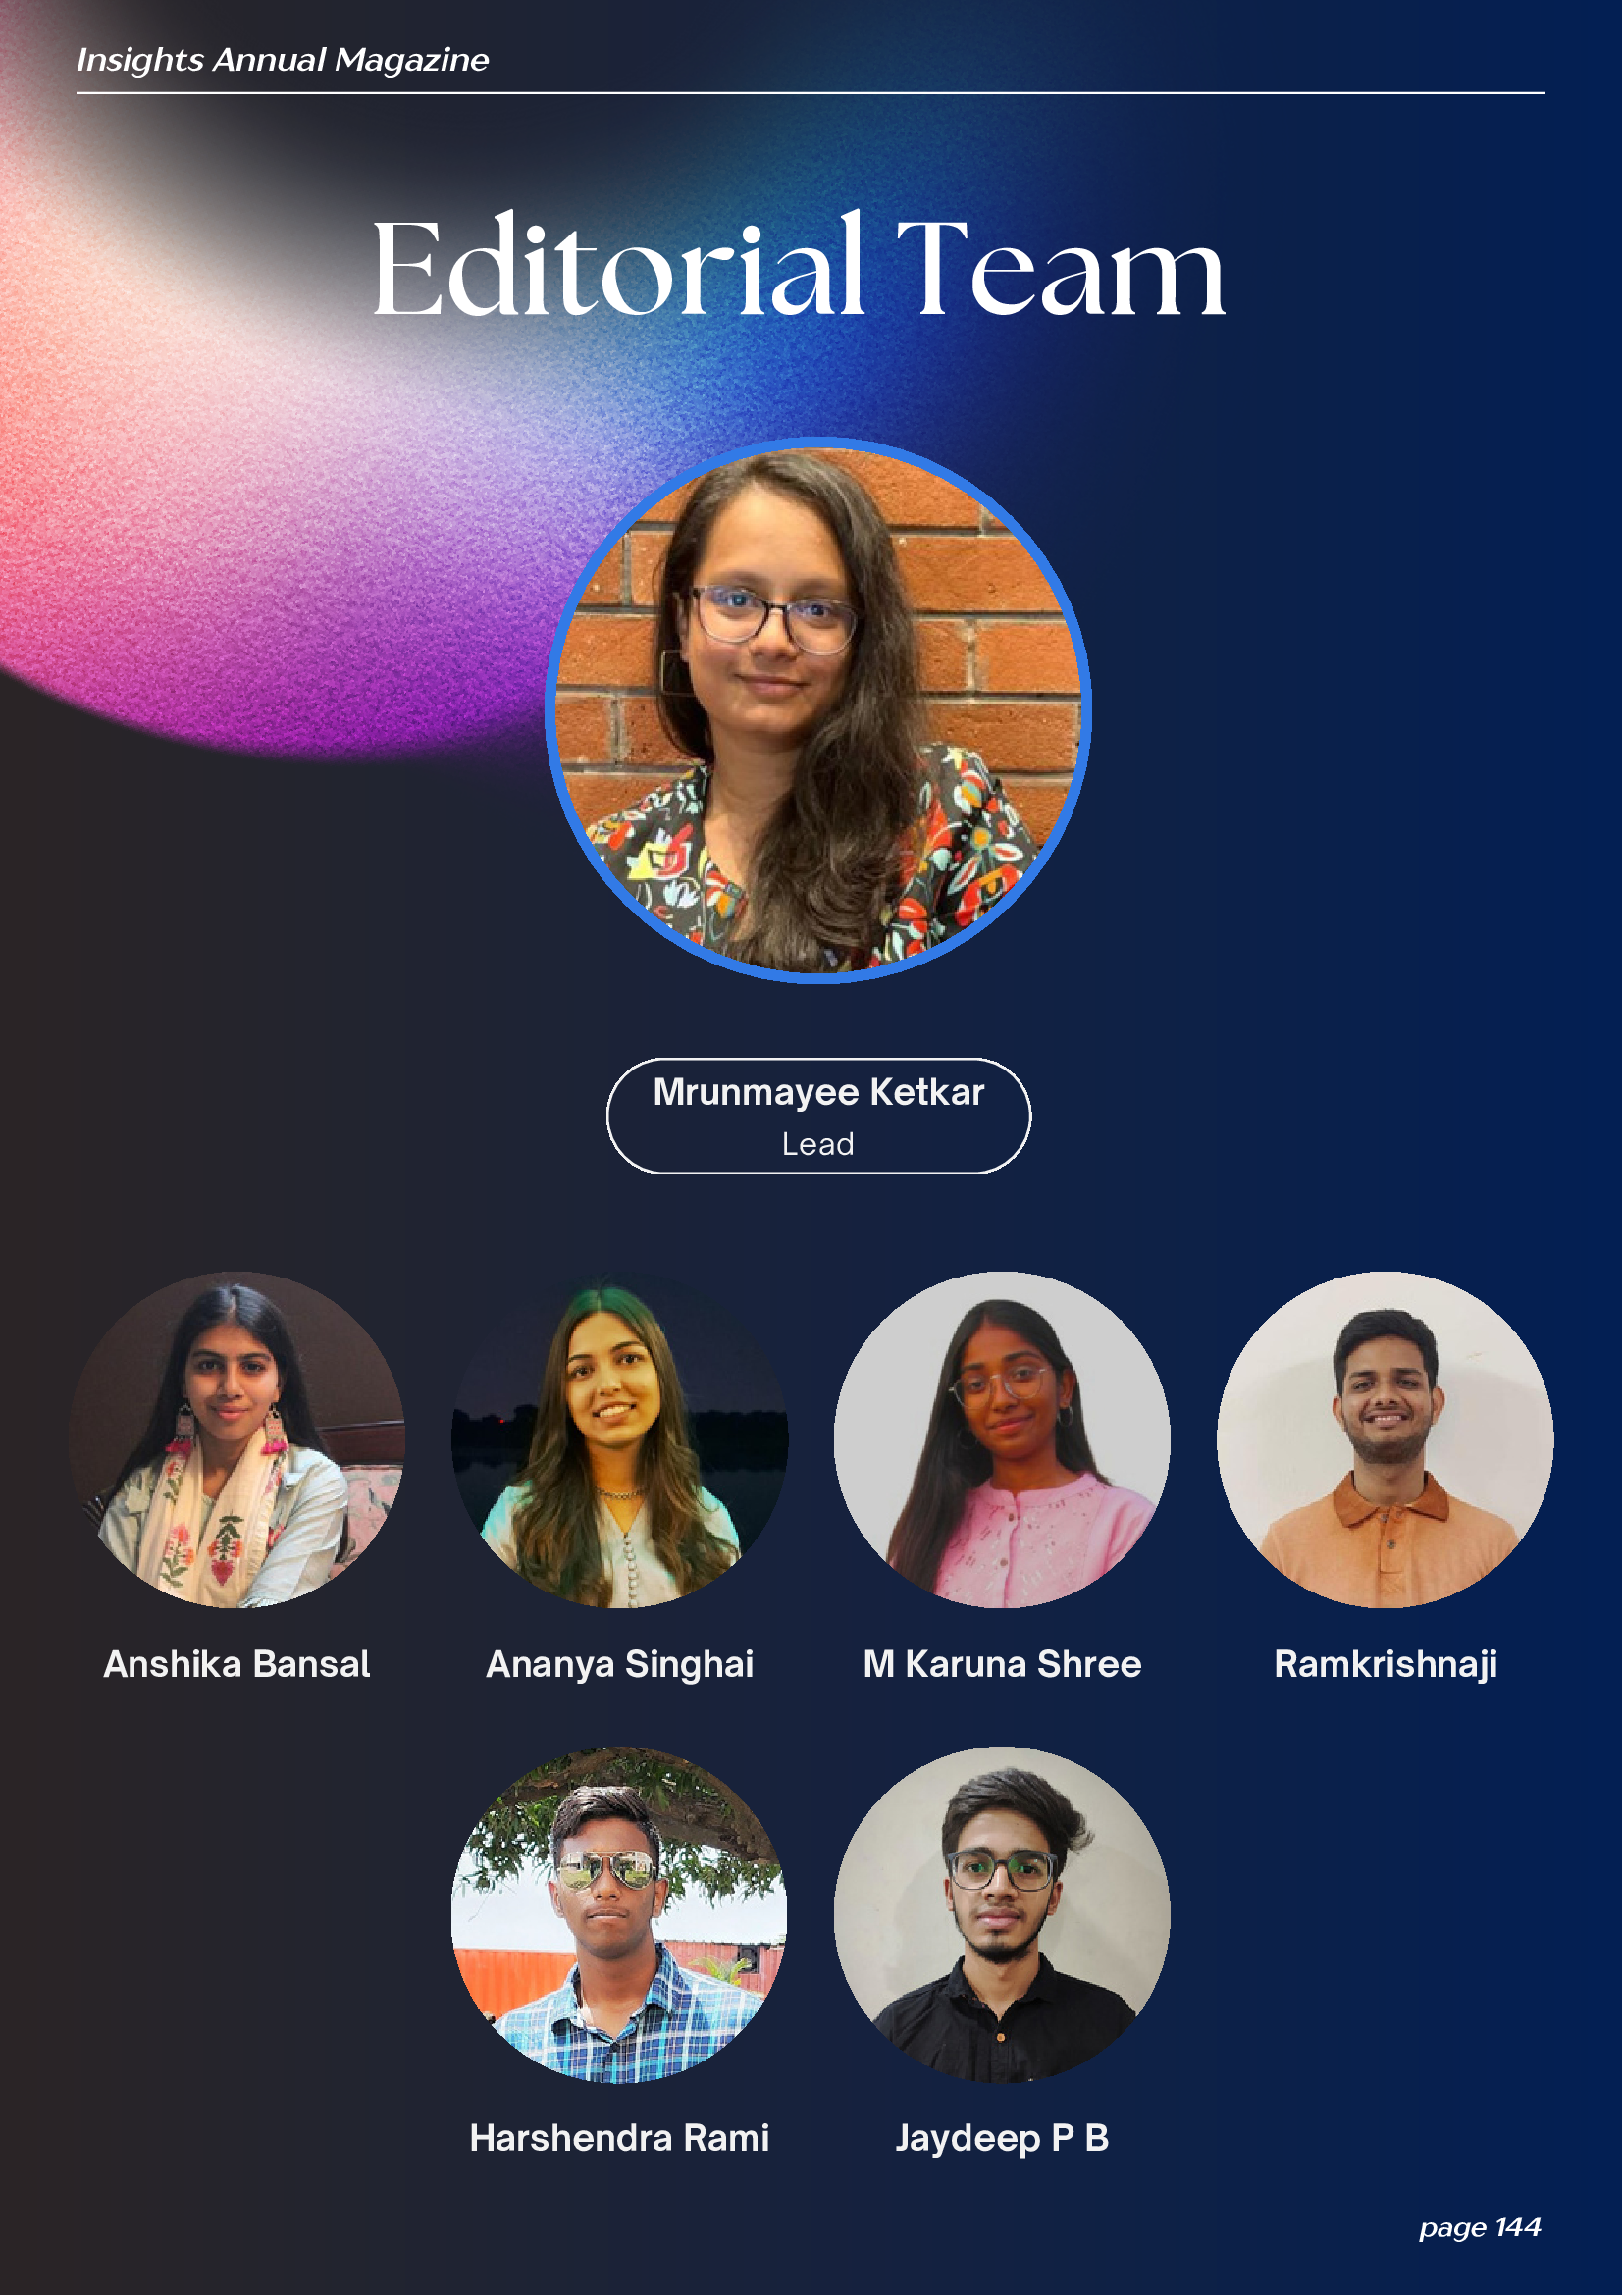 Insights Annual Magazine
Editorial Team
Mrunmayee Ketkar
Lead
Anshika Bansal
Ananya Singhai
M Karuna Shree
Ramkrishnaji
Harshendra Rami
Jaydeep P B
page 144